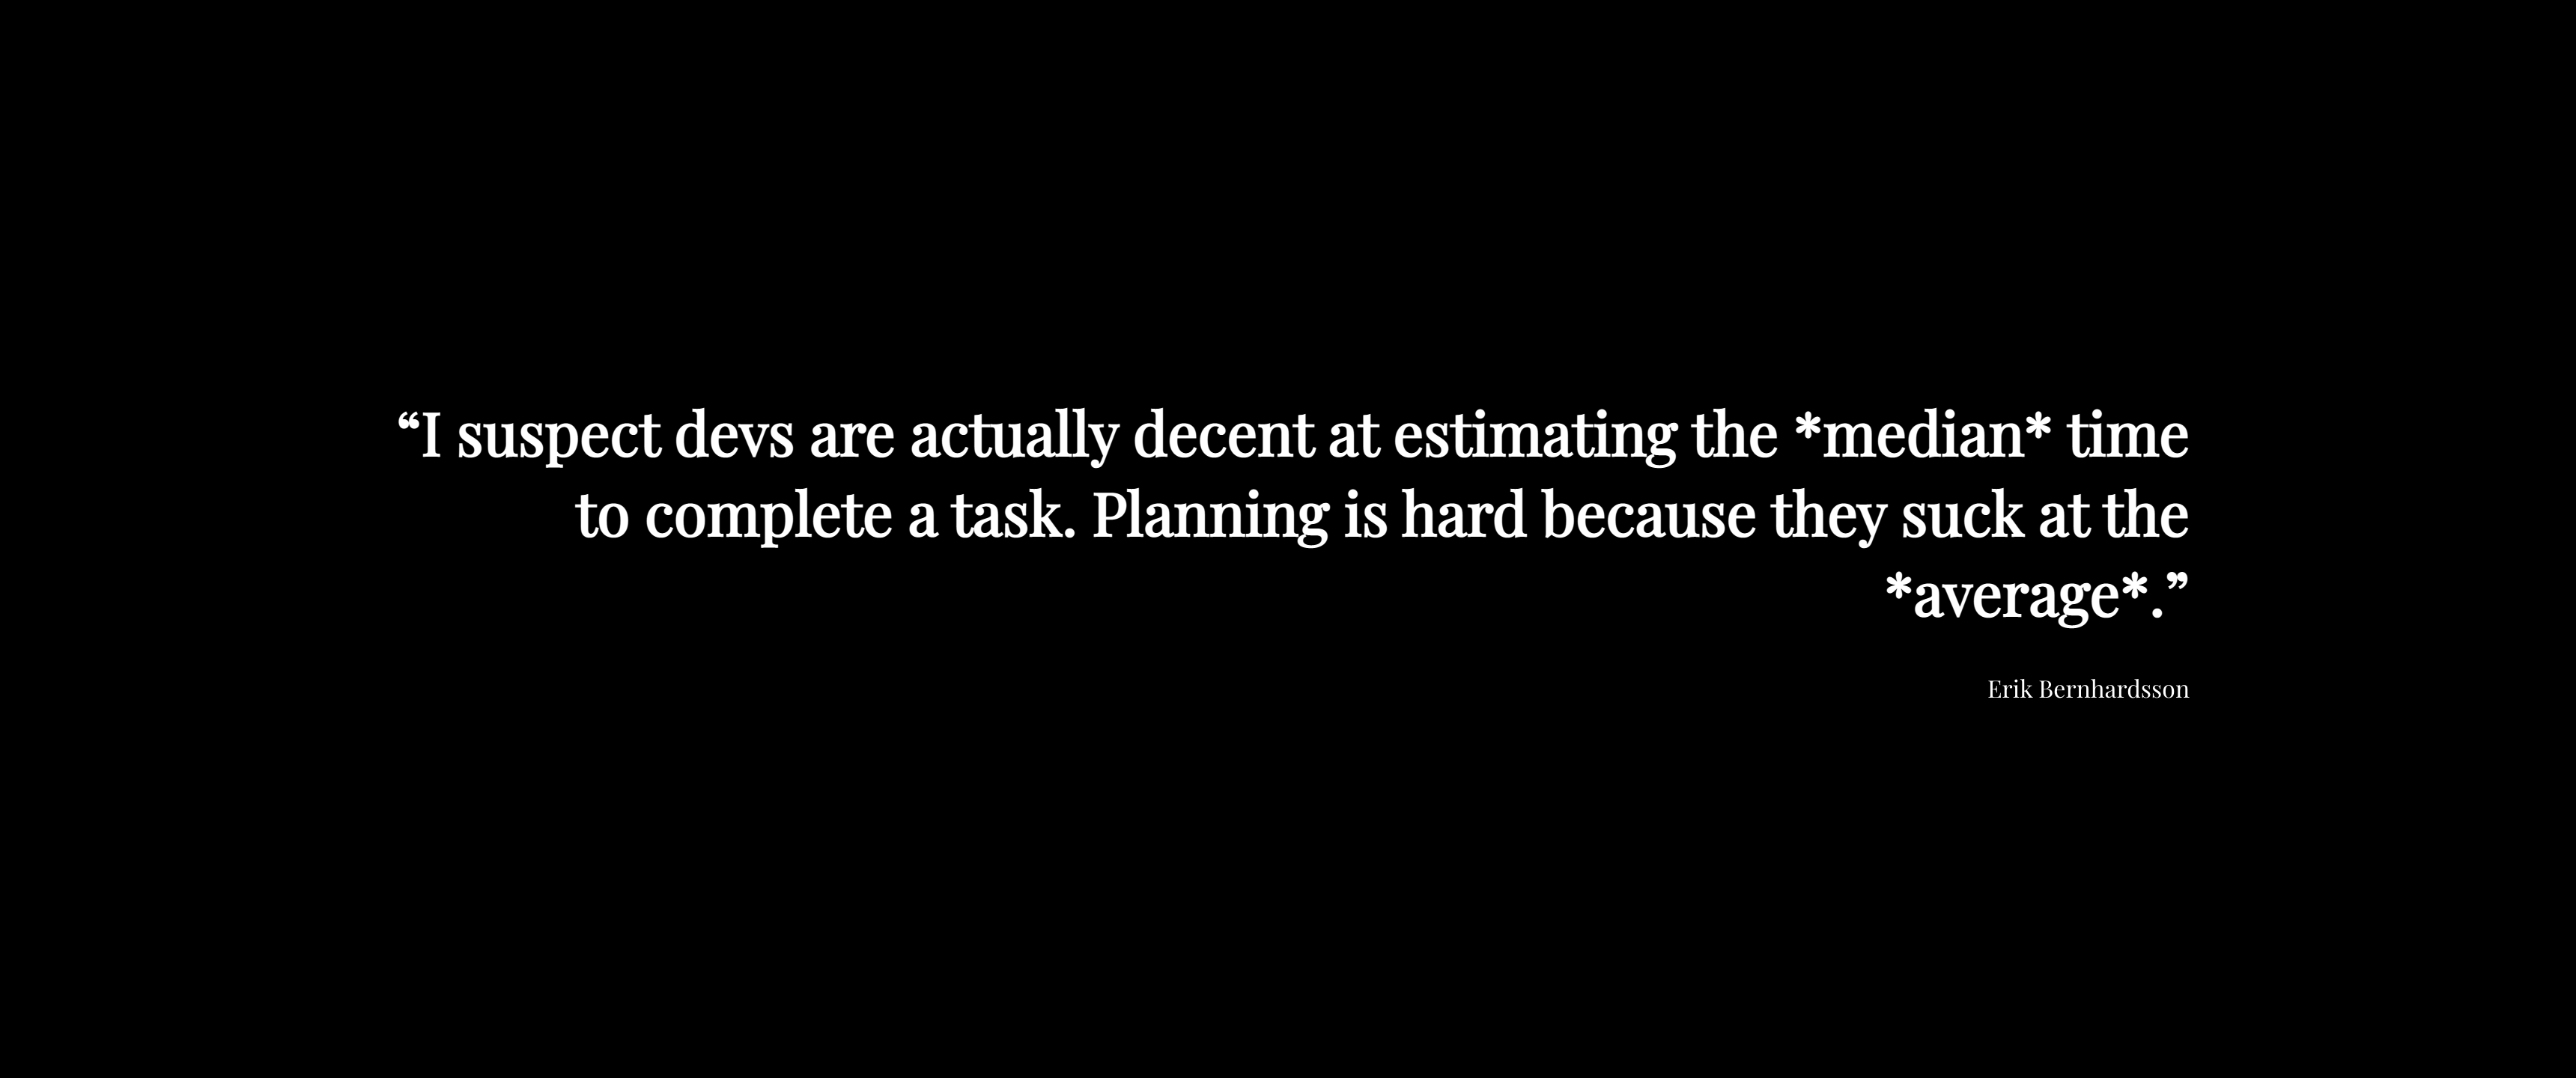 “I suspect devs are actually decent at estimating the *median* time
to complete a task. Planning is hard because they suck at the
*average*.”
Erik Bernhardsson